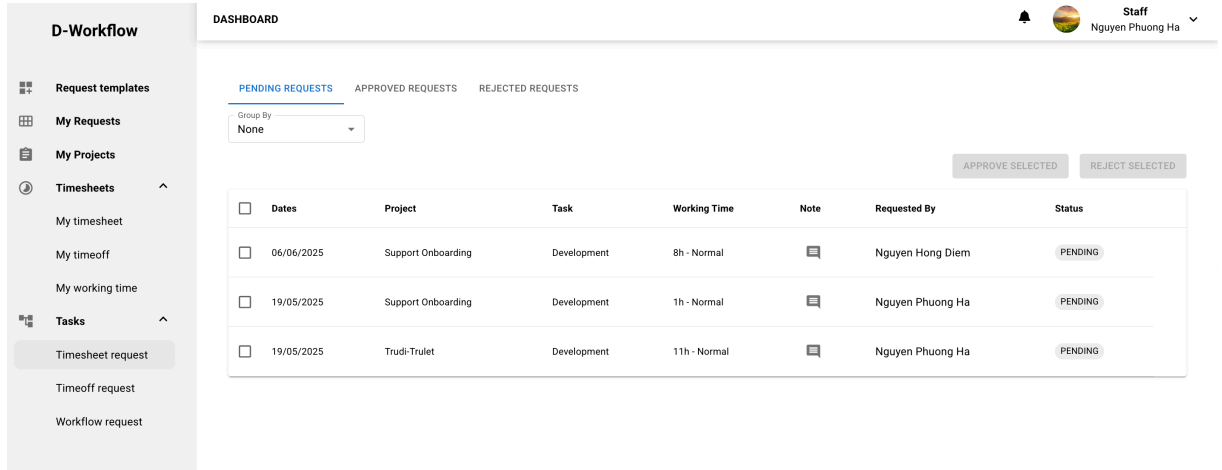 D-Workflow
DASHBOARD
Staff
Nguyen Phuong Ha
Request templates
My Requests
My Projects
Timesheets
My timesheet
My timeoff
My working time
Tasks
Timesheet request
Timeoff request
Workflow request
PENDING REQUESTS APPROVED REQUESTS REJECTED REQUESTS
Group By
None
APPROVE SELECTED REJECT SELECTED
Dates Project Task Working Time Note Requested By Status
06/06/2025 Support Onboarding Development 8h - Normal Nguyen Hong Diem PENDING
19/05/2025 Support Onboarding Development 1h - Normal Nguyen Phuong Ha PENDING
19/05/2025 Trudi-Trulet Development 11h - Normal Nguyen Phuong Ha PENDING